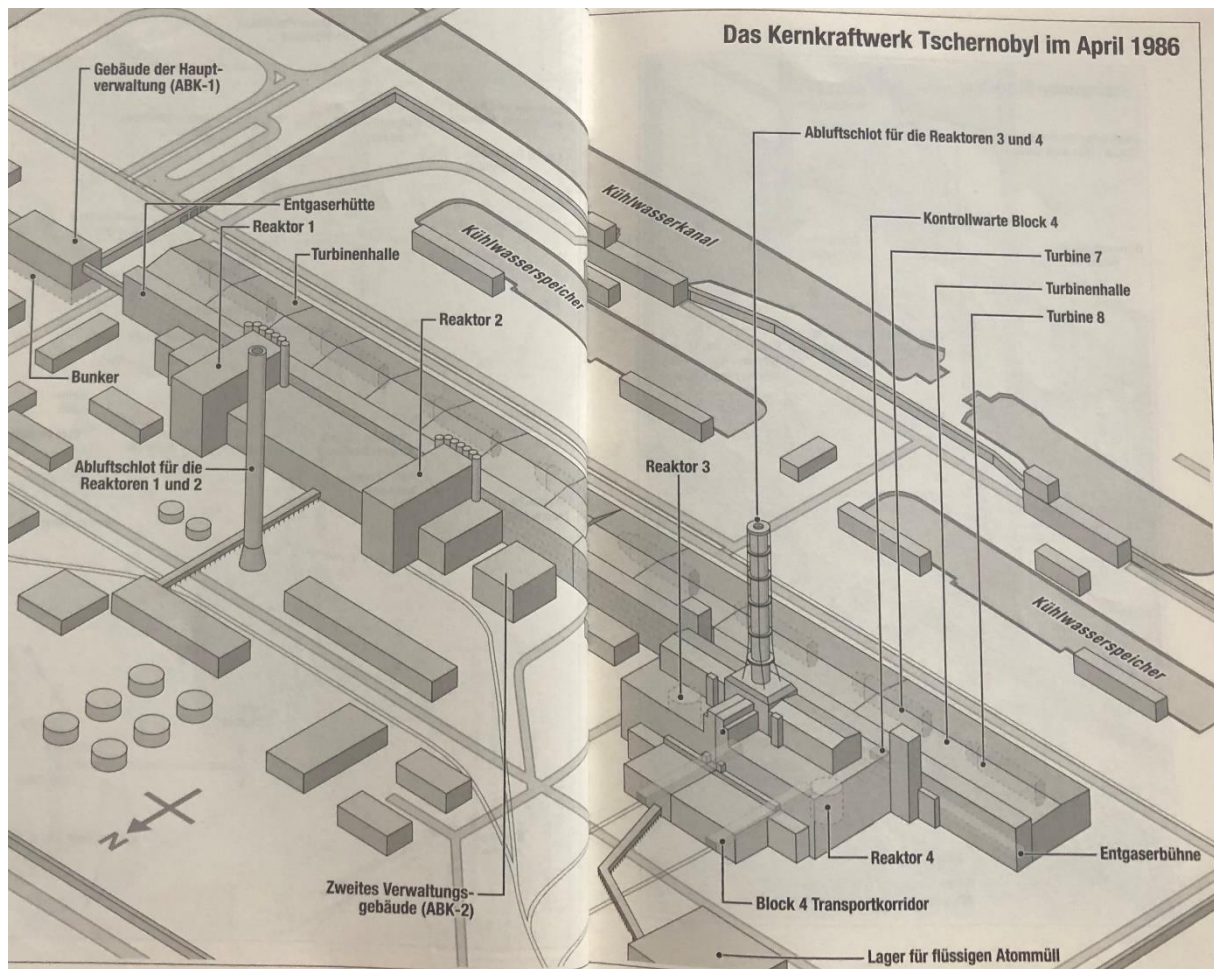 Das Kernkraftwerk Tschernobyl im April 1986
Gebäude der Haupt-
verwaltung (ABK-1)
Entgaserhütte
Reaktor 1
Turbinenhalle
Kühlwasserspeicher
Reaktor 2
Bunker
Abluftschlot für die
Reaktoren 1 und 2
N
Zweites Verwaltungs-
gebäude (ABK-2)
Abluftschlot für die Reaktoren 3 und 4
Kühlwasserkanal
Kontrollwarte Block 4
Turbine 7
Turbinenhalle
Turbine 8
Reaktor 3
Kühlwasserspeicher
Reaktor 4
Entgaserbühne
Block 4 Transportkorridor
Lager für flüssigen Atommüll